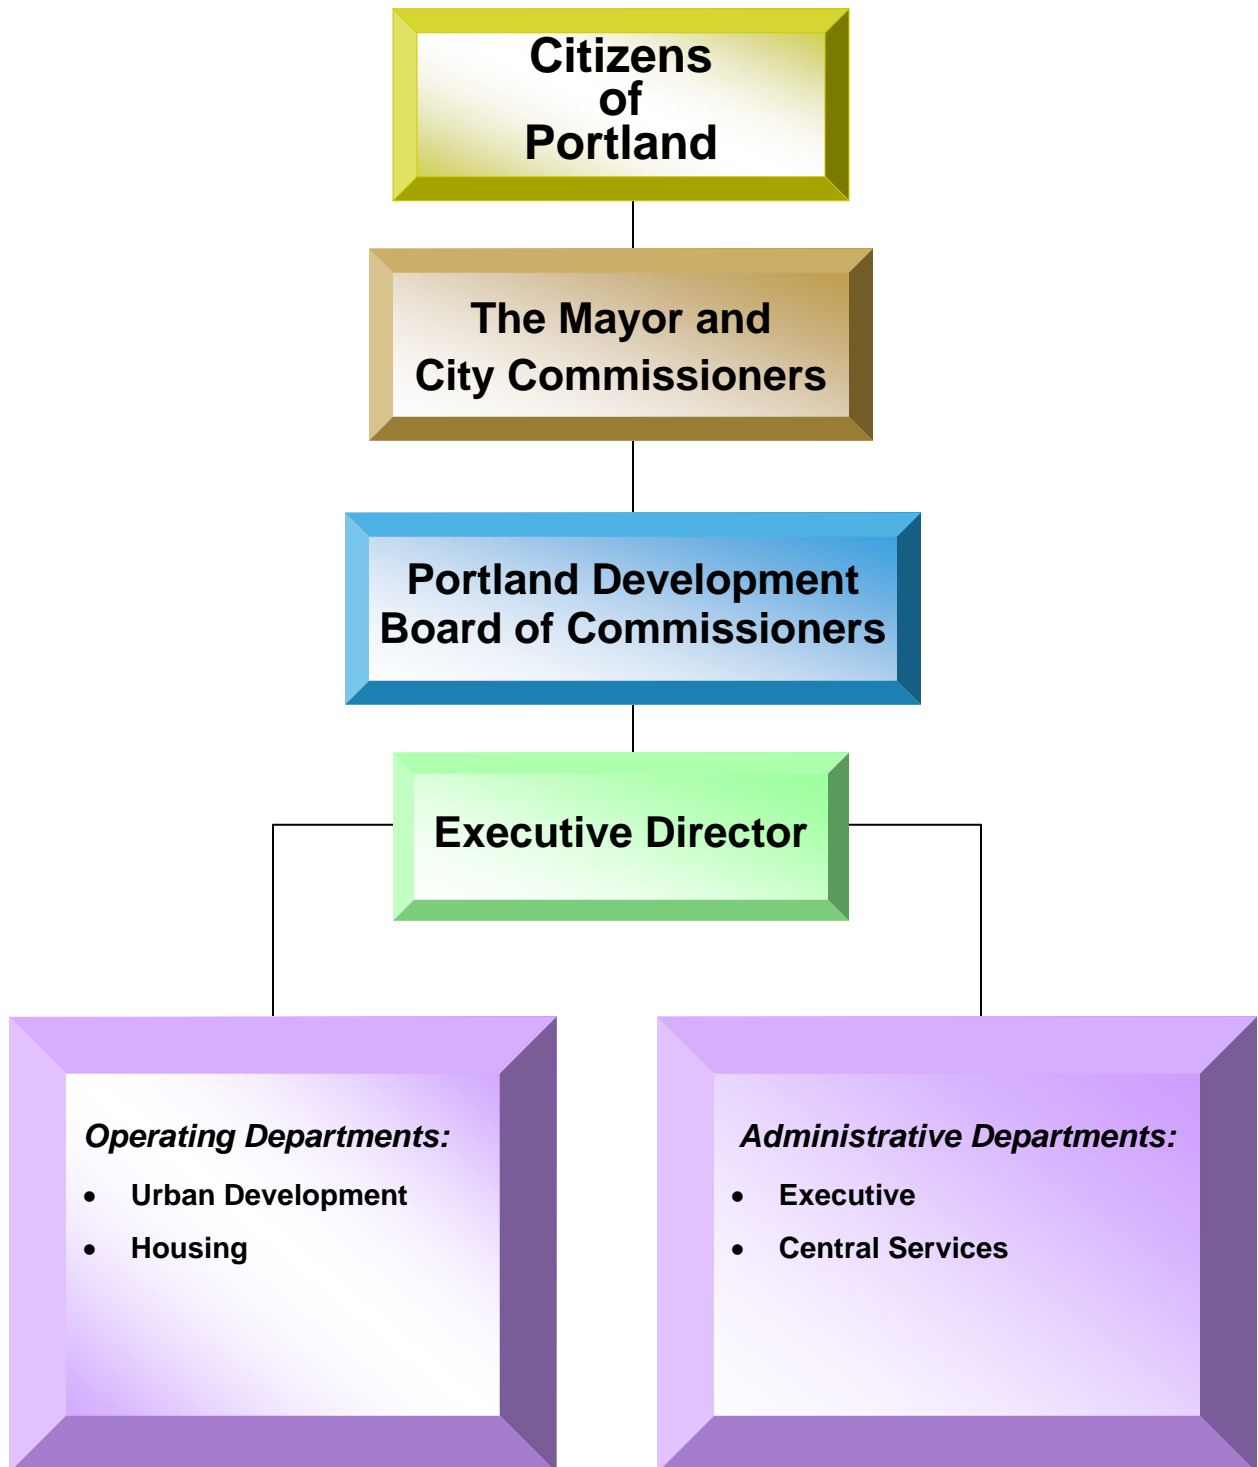 Citizens
of
Portland
The Mayor and
City Commissioners
Portland Development
Board of Commissioners
Executive Director
Operating Departments:
• Urban Development
• Housing
Administrative Departments:
• Executive
• Central Services